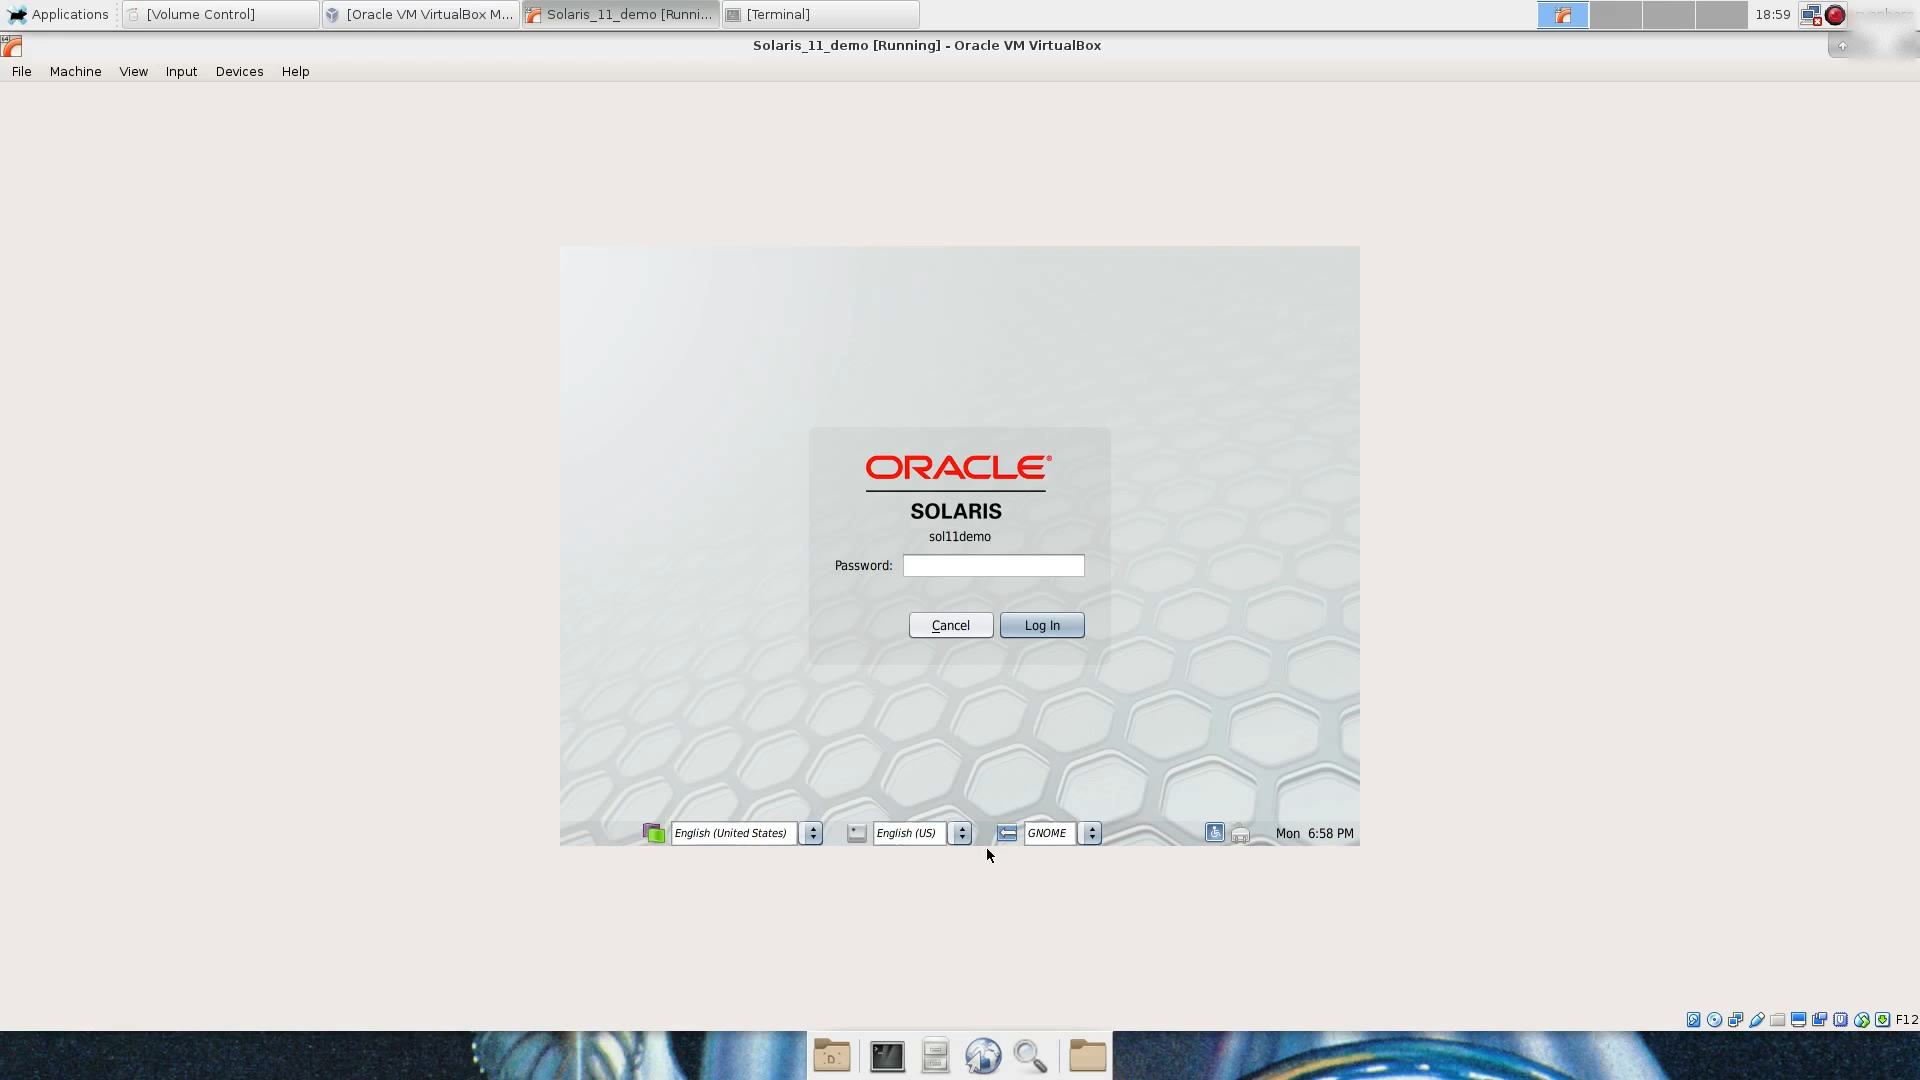 Applications [Volume Control] [Oracle VM VirtualBox M... Solaris_11_demo [Runni... [Terminal] 18:59
Solaris_11_demo [Running] - Oracle VM VirtualBox
File Machine View Input Devices Help
ORACLE®
SOLARIS
sol11demo
Password:
Cancel Log In
English (United States) English (US) GNOME Mon 6:58 PM
F12
D